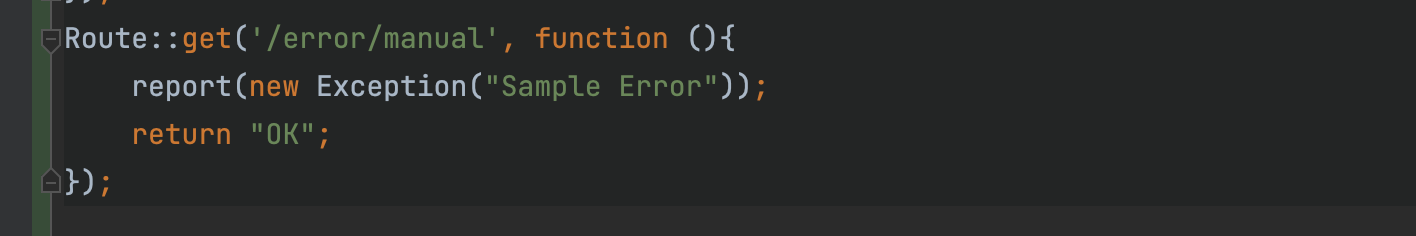 });
Route::get('/error/manual', function (){
    report(new Exception("Sample Error"));
    return "OK";
});